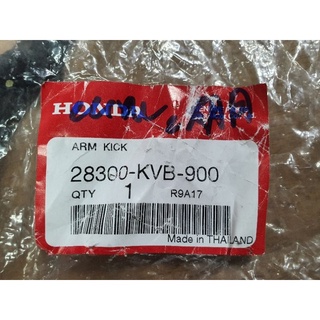 HONDA
ARM KICK
28300-KVB-900
QTY 1 R9A17
Made in THAILAND